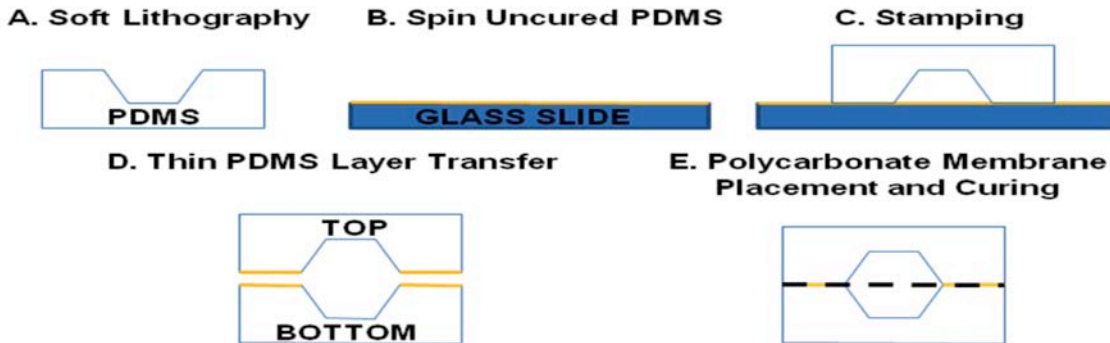 A. Soft Lithography
B. Spin Uncured PDMS
C. Stamping
PDMS
GLASS SLIDE
D. Thin PDMS Layer Transfer
E. Polycarbonate Membrane
Placement and Curing
TOP
BOTTOM